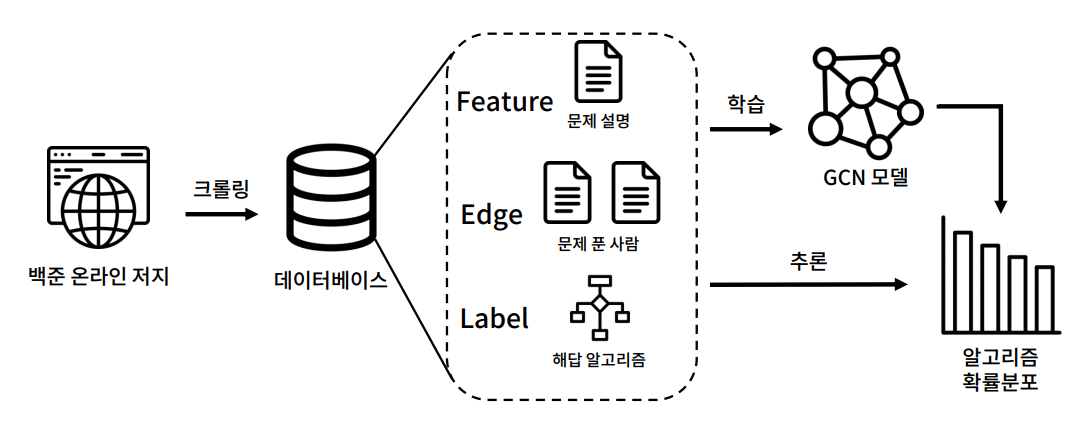 백준 온라인 저지
크롤링
데이터베이스
Feature
문제 설명
Edge
문제 푼 사람
Label
해답 알고리즘
학습
GCN 모델
추론
알고리즘
확률분포